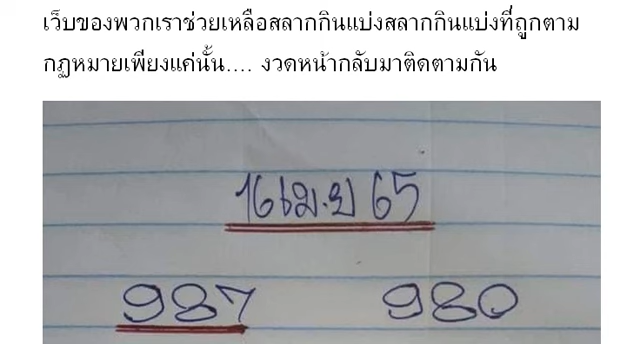 เว็บของพวกเราช่วยเหลือสลากกินแบ่งสลากกินแบ่งที่ถูกตาม
กฏหมายเพียงแค่นั้น.... งวดหน้ากลับมาติดตามกัน
16 เม.ย 65
987 980